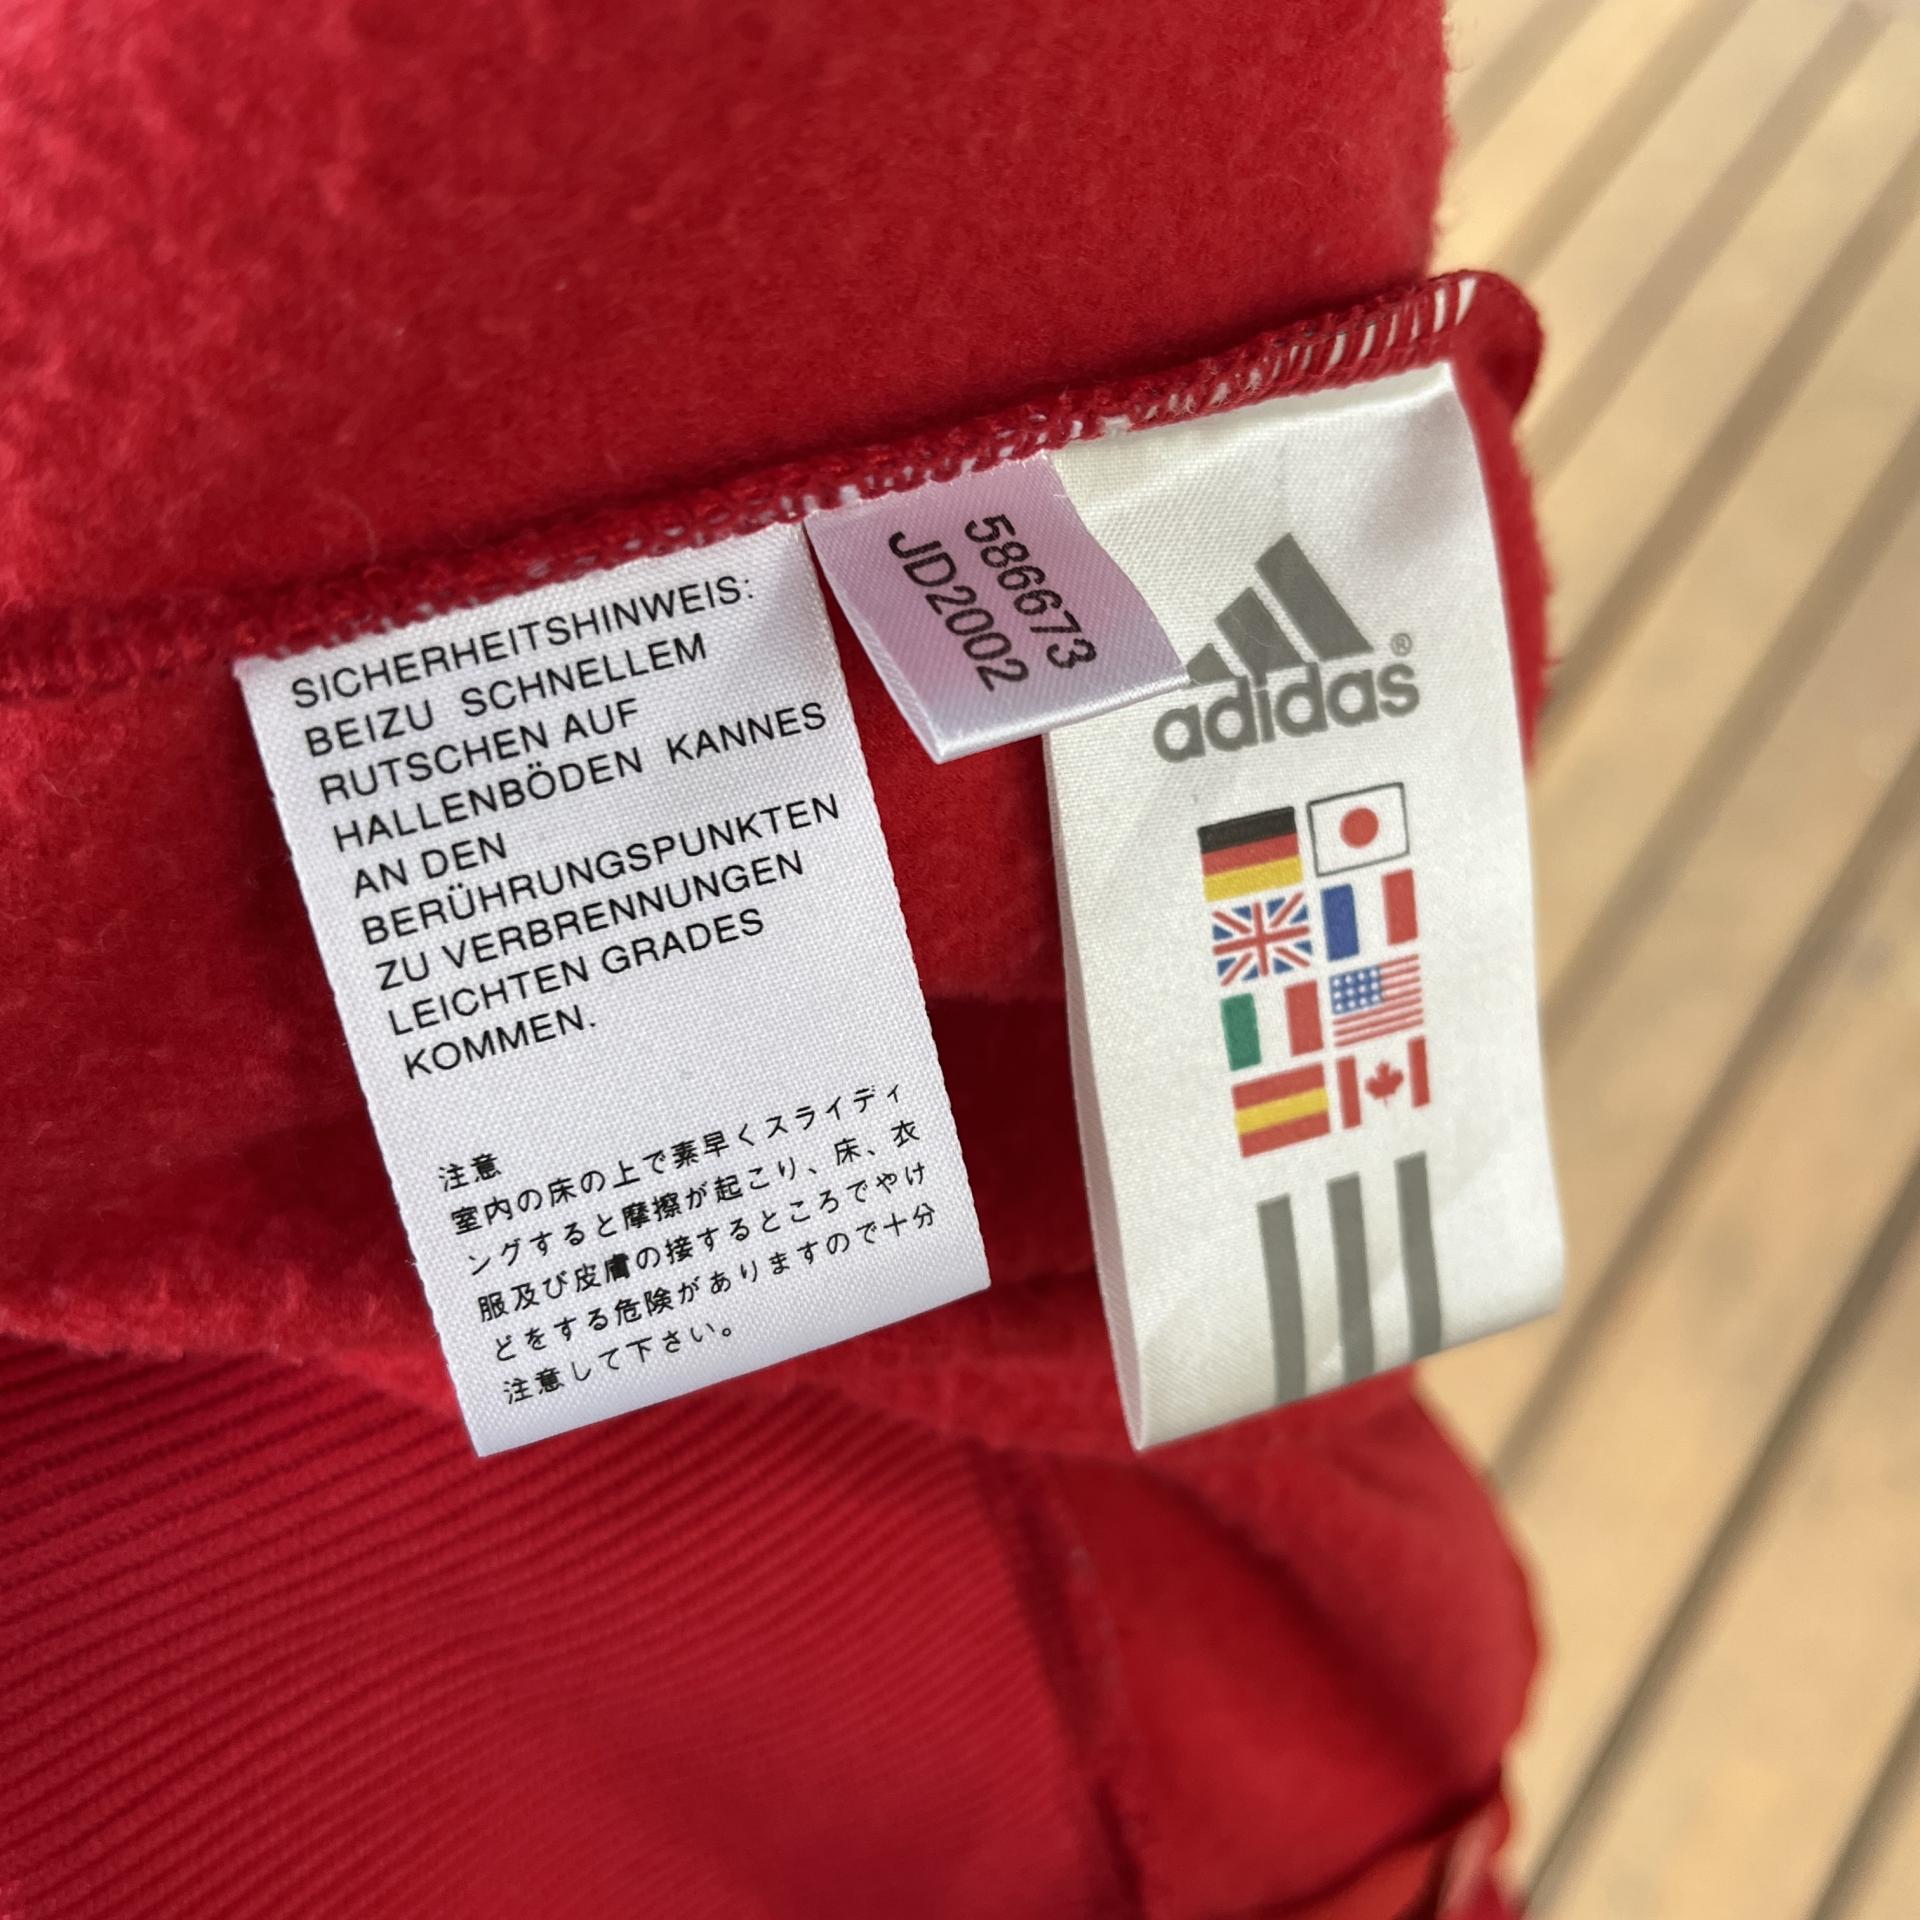 SICHERHEITSHINWEIS:
BEIZU SCHNELLEM
RUTSCHEN AUF
HALLENBÖDEN KANNES
AN DEN
BERÜHRUNGSPUNKTEN
ZU VERBRENNUNGEN
LEICHTEN GRADES
KOMMEN.
注意
室内の床の上で素早くスライディ
ングすると摩擦が起こり、床、衣
服及び皮膚の接するところでやけ
どをする危険がありますので十分
注意して下さい。
586673
JD2002
adidas®